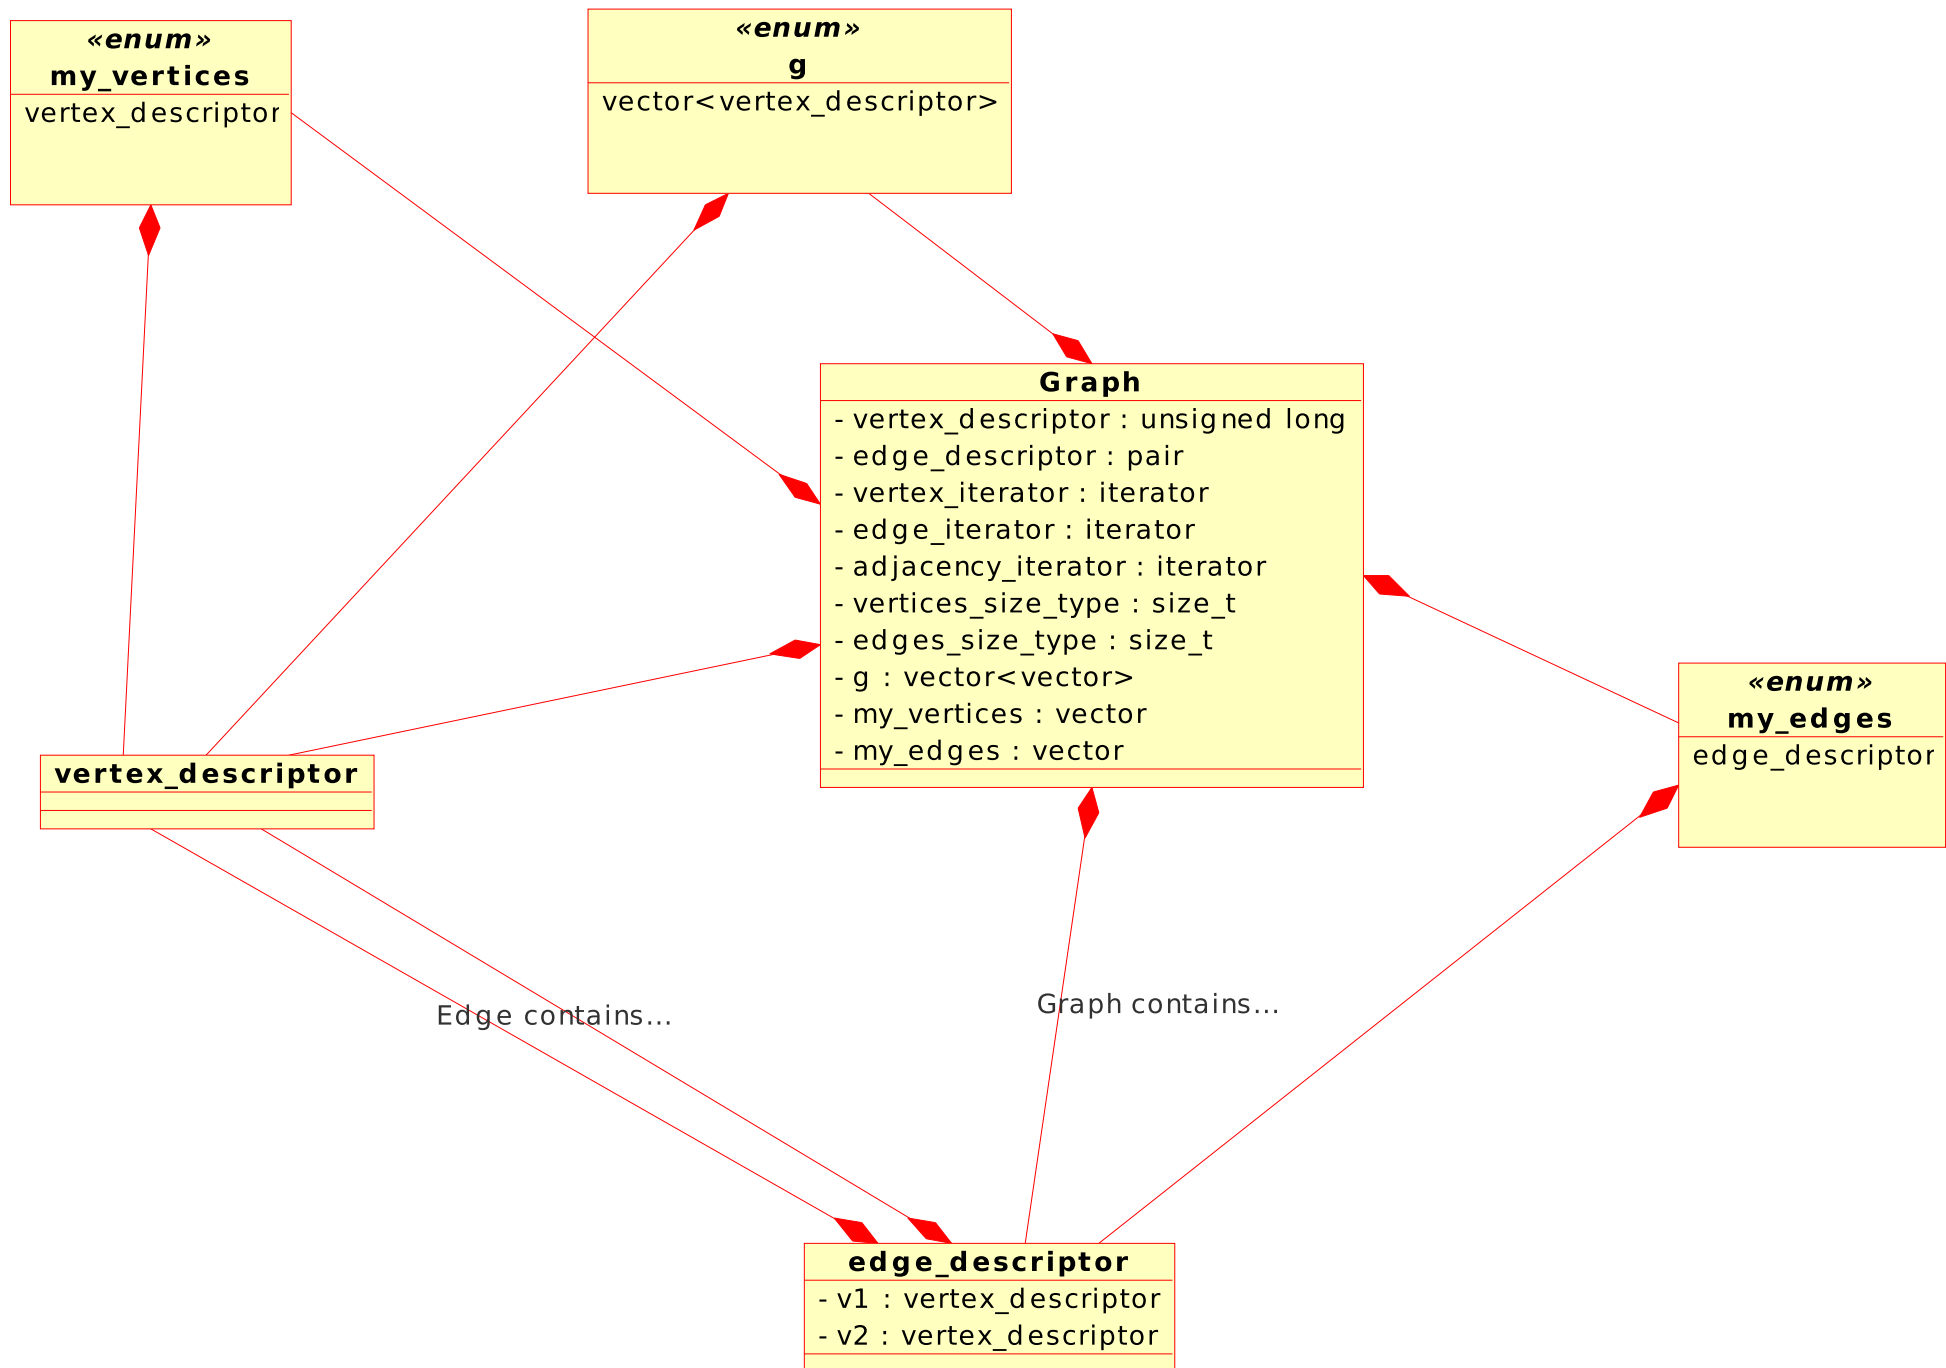 «enum»
my_vertices
vertex_descriptor
«enum»
g
vector<vertex_descriptor>
Graph
- vertex_descriptor : unsigned long
- edge_descriptor : pair
- vertex_iterator : iterator
- edge_iterator : iterator
- adjacency_iterator : iterator
- vertices_size_type : size_t
- edges_size_type : size_t
- g : vector<vector>
- my_vertices : vector
- my_edges : vector
«enum»
my_edges
edge_descriptor
vertex_descriptor
Edge contains...
Graph contains...
edge_descriptor
- v1 : vertex_descriptor
- v2 : vertex_descriptor